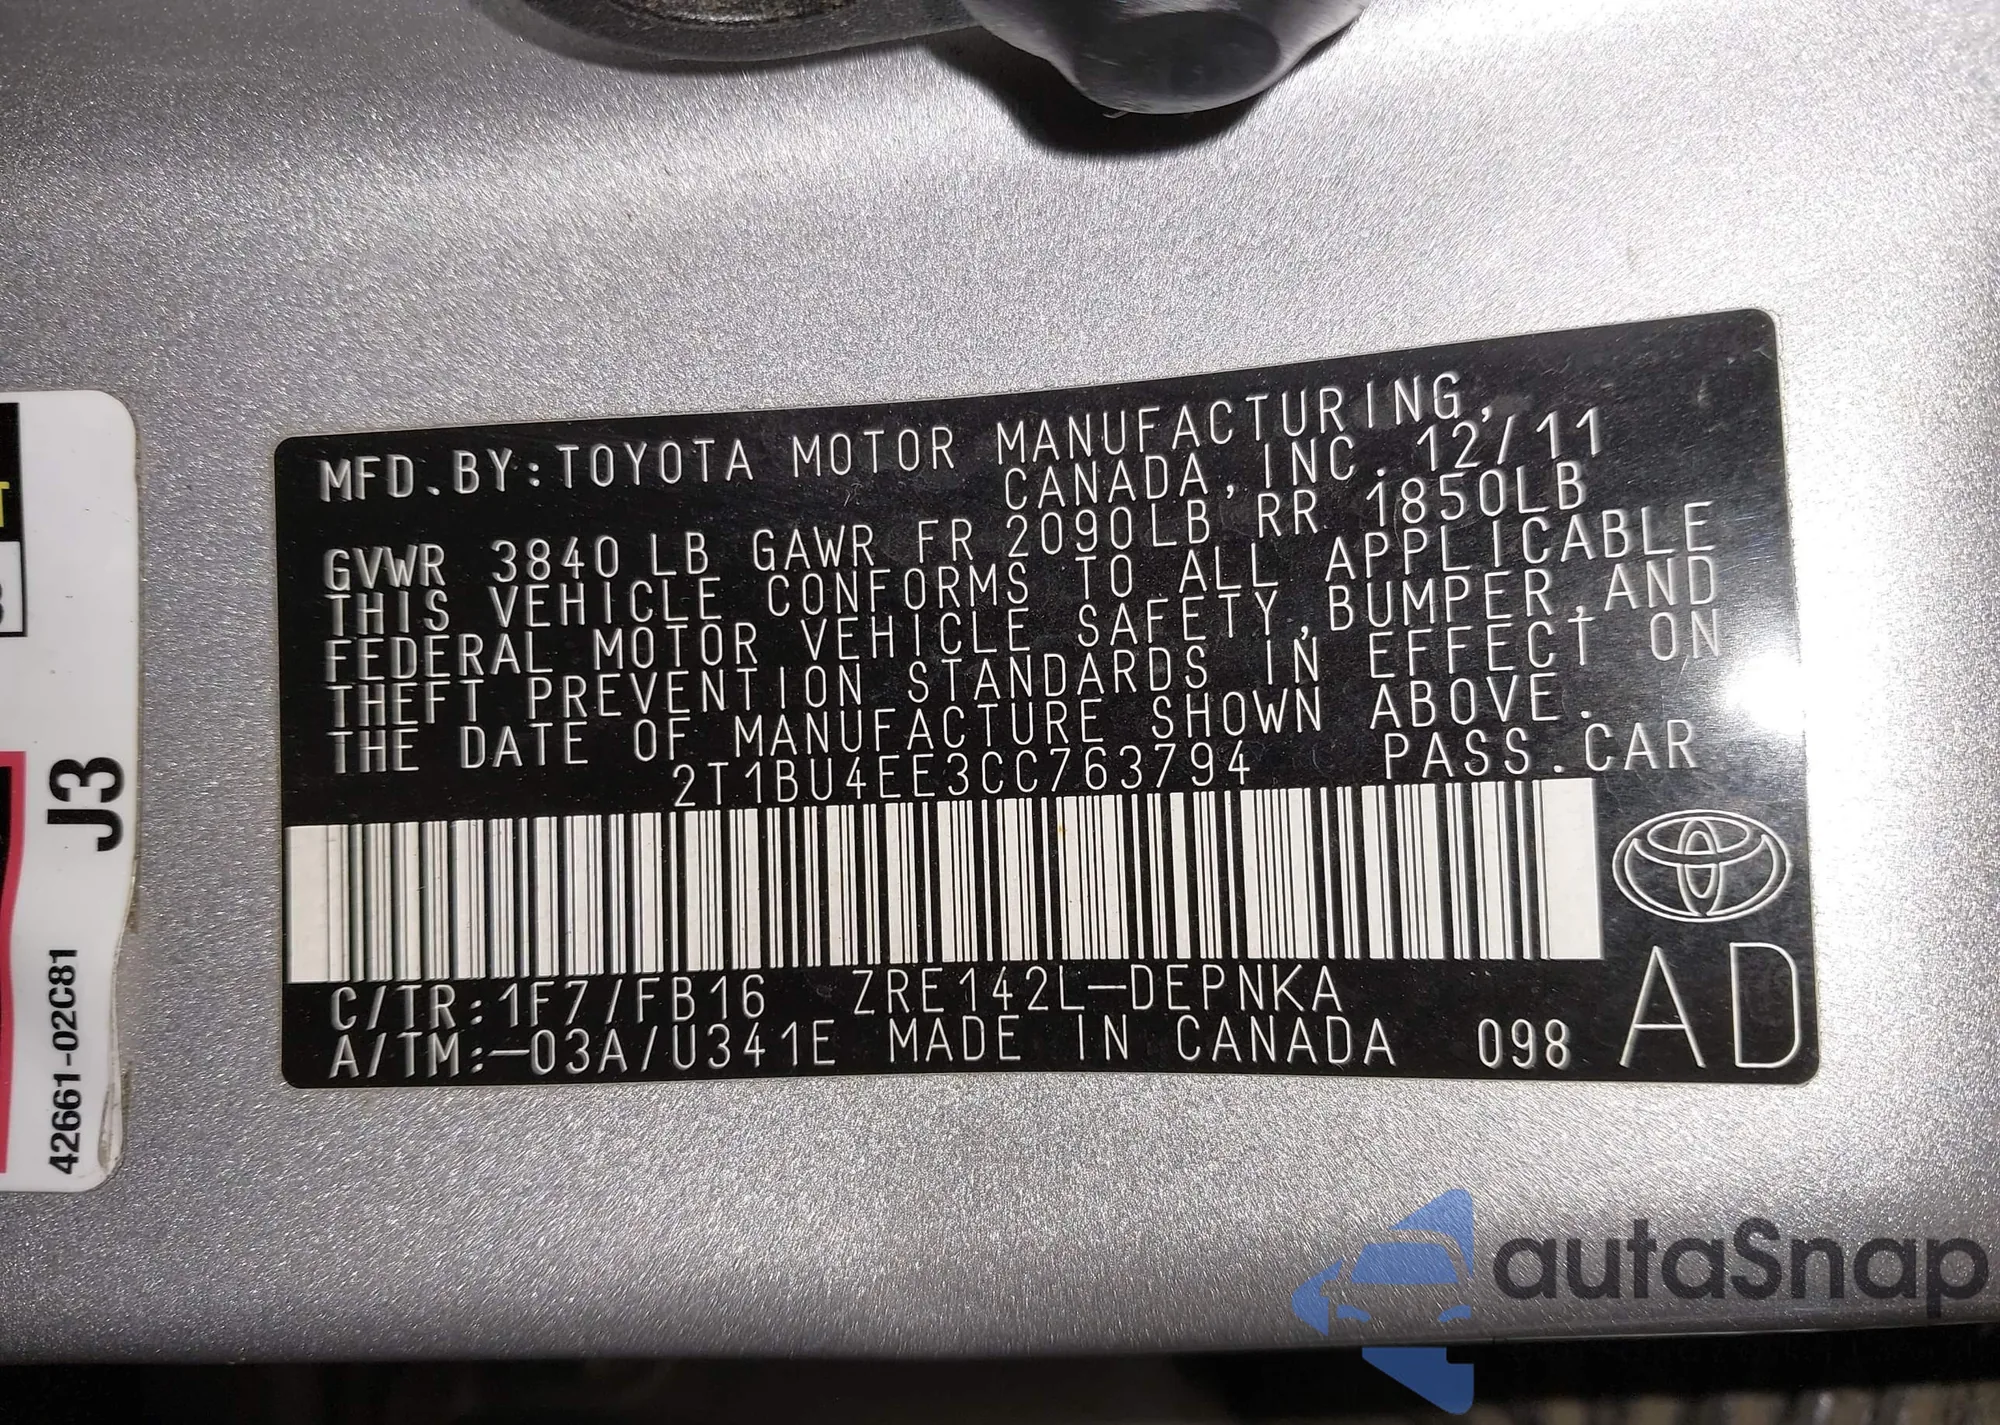 MFD.BY:TOYOTA MOTOR MANUFACTURING,
CANADA,INC. 12/11
GVWR 3840 LB GAWR FR 2090LB RR 1850LB
THIS VEHICLE CONFORMS TO ALL APPLICABLE
FEDERAL MOTOR VEHICLE SAFETY,BUMPER,AND
THEFT PREVENTION STANDARDS IN EFFECT ON
THE DATE OF MANUFACTURE SHOWN ABOVE.
2T1BU4EE3CC763794 PASS.CAR
C/TR:1F7/FB16 ZRE142L-DEPNKA
A/TM:-03A/U341E MADE IN CANADA 098
AD
J3
42661-02C81
autaSnap